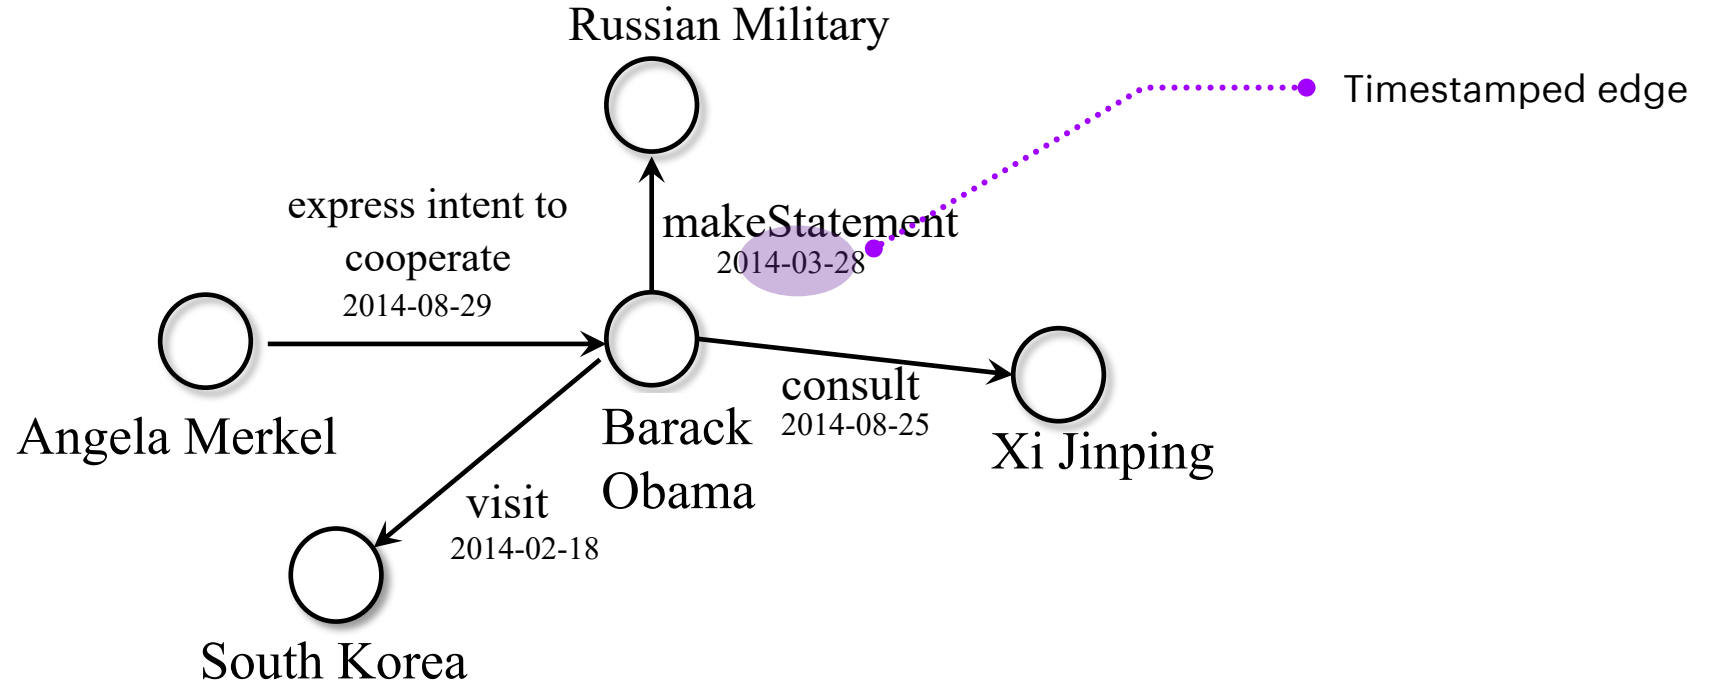 Russian Military
Timestamped edge
express intent to
cooperate
2014-08-29
makeStatement
2014-03-28
Angela Merkel
Barack
Obama
consult
2014-08-25
Xi Jinping
visit
2014-02-18
South Korea